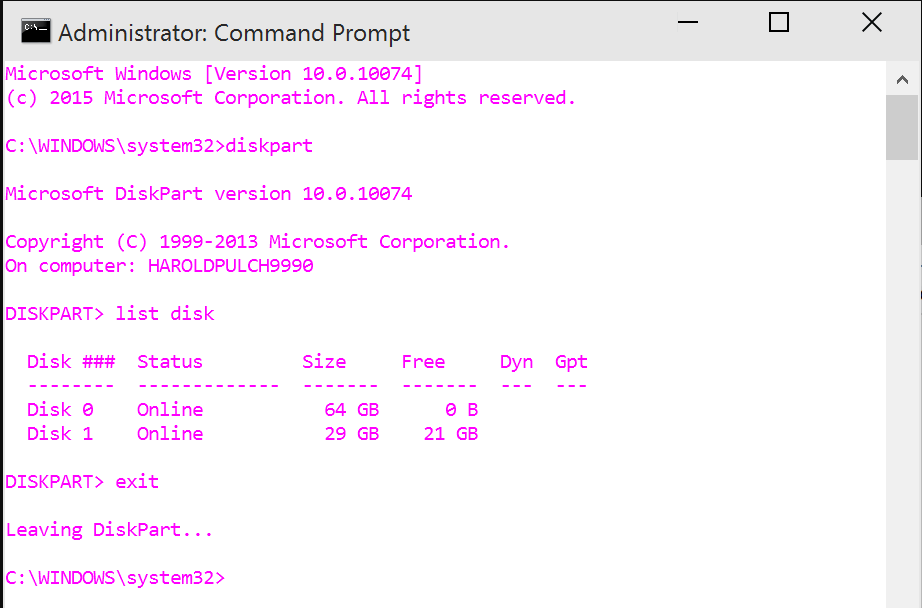 Administrator: Command Prompt
Microsoft Windows [Version 10.0.10074]
(c) 2015 Microsoft Corporation. All rights reserved.
C:\WINDOWS\system32>diskpart
Microsoft DiskPart version 10.0.10074
Copyright (C) 1999-2013 Microsoft Corporation.
On computer: HAROLDPULCH9990
DISKPART> list disk
  Disk ###  Status         Size     Free     Dyn  Gpt
  --------  -------------  -------  -------  ---  ---
  Disk 0    Online           64 GB      0 B
  Disk 1    Online           29 GB    21 GB
DISKPART> exit
Leaving DiskPart...
C:\WINDOWS\system32>